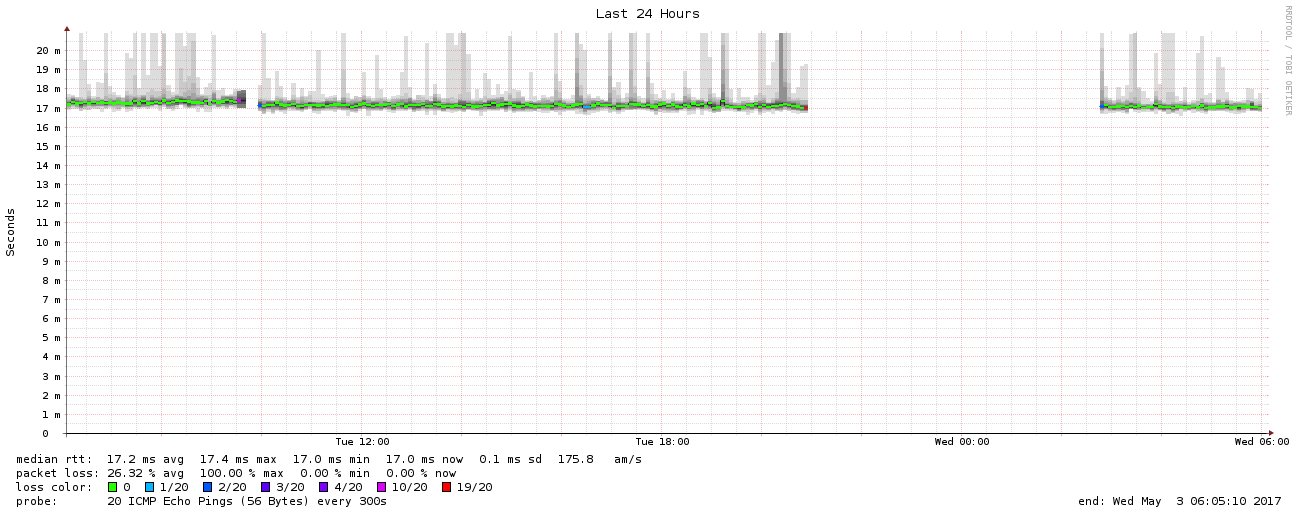 Last 24 Hours
RRDTOOL / TOBI OETIKER
Seconds
20 m
19 m
18 m
17 m
16 m
15 m
14 m
13 m
12 m
11 m
10 m
9 m
8 m
7 m
6 m
5 m
4 m
3 m
2 m
1 m
0
Tue 12:00 Tue 18:00 Wed 00:00 Wed 06:00
median rtt: 17.2 ms avg 17.4 ms max 17.0 ms min 17.0 ms now 0.1 ms sd 175.8 am/s
packet loss: 26.32 % avg 100.00 % max 0.00 % min 0.00 % now
loss color: 0 1/20 2/20 3/20 4/20 10/20 19/20
probe: 20 ICMP Echo Pings (56 Bytes) every 300s end: Wed May 3 06:05:10 2017